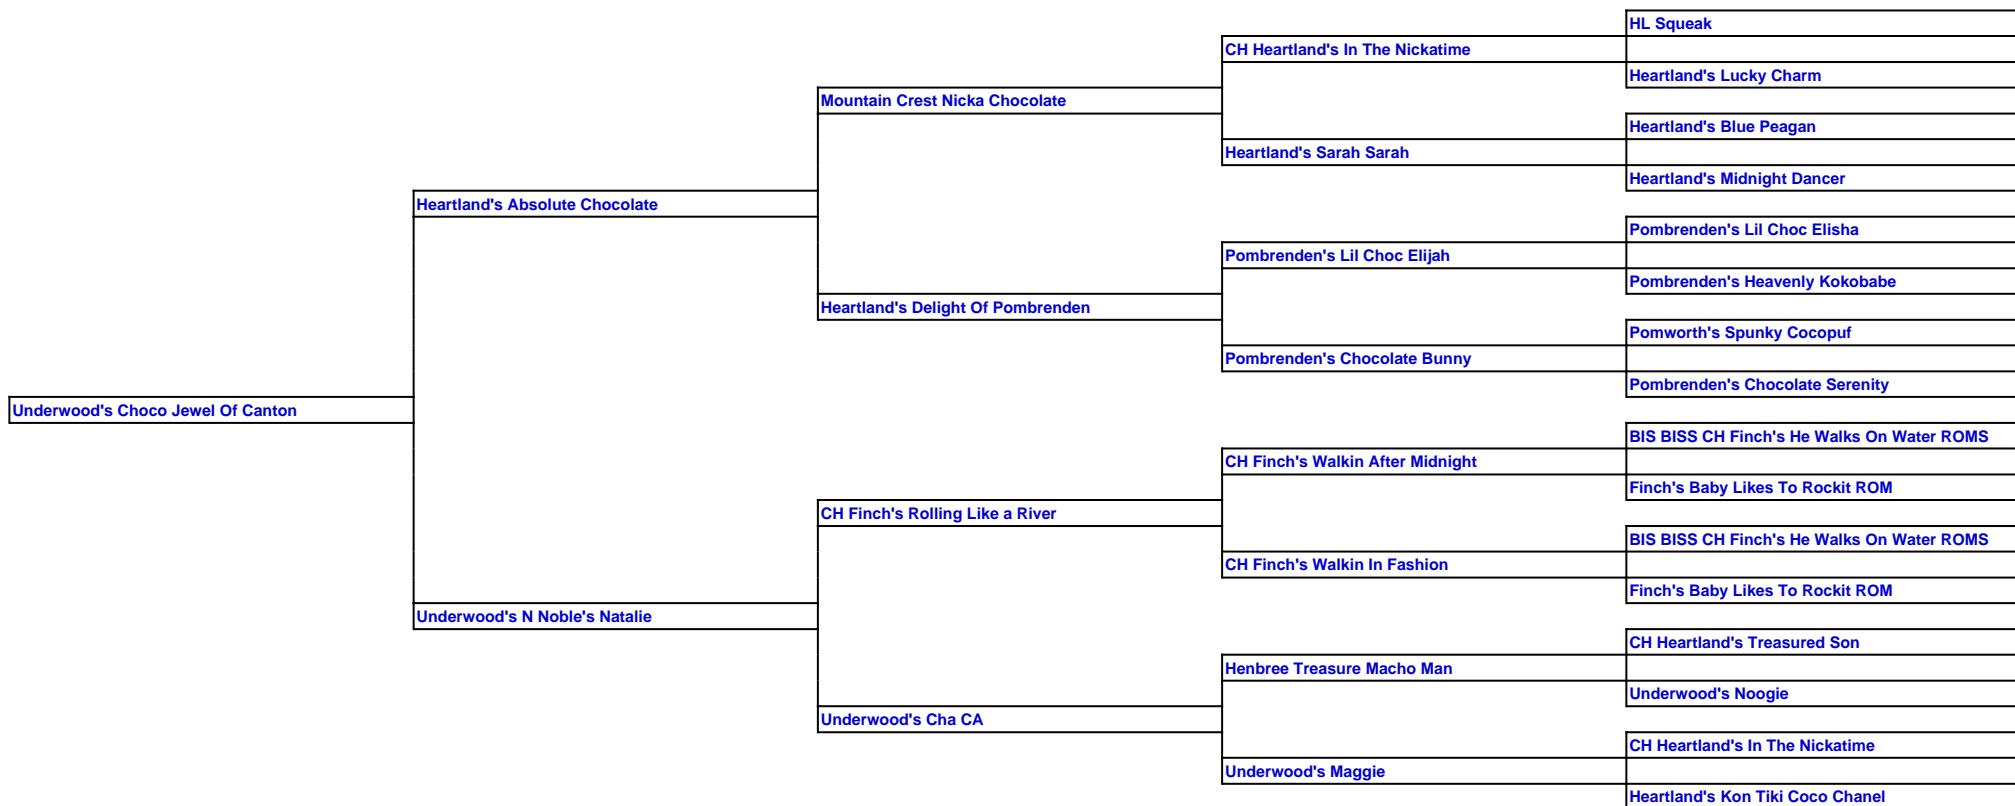 HL Squeak
CH Heartland's In The Nickatime
Heartland's Lucky Charm
Mountain Crest Nicka Chocolate
Heartland's Blue Peagan
Heartland's Sarah Sarah
Heartland's Midnight Dancer
Heartland's Absolute Chocolate
Pombrenden's Lil Choc Elisha
Pombrenden's Lil Choc Elijah
Pombrenden's Heavenly Kokobabe
Heartland's Delight Of Pombrenden
Pomworth's Spunky Cocopuf
Pombrenden's Chocolate Bunny
Pombrenden's Chocolate Serenity
Underwood's Choco Jewel Of Canton
BIS BISS CH Finch's He Walks On Water ROMS
CH Finch's Walkin After Midnight
Finch's Baby Likes To Rockit ROM
CH Finch's Rolling Like a River
BIS BISS CH Finch's He Walks On Water ROMS
CH Finch's Walkin In Fashion
Finch's Baby Likes To Rockit ROM
Underwood's N Noble's Natalie
CH Heartland's Treasured Son
Henbree Treasure Macho Man
Underwood's Noogie
Underwood's Cha CA
CH Heartland's In The Nickatime
Underwood's Maggie
Heartland's Kon Tiki Coco Chanel